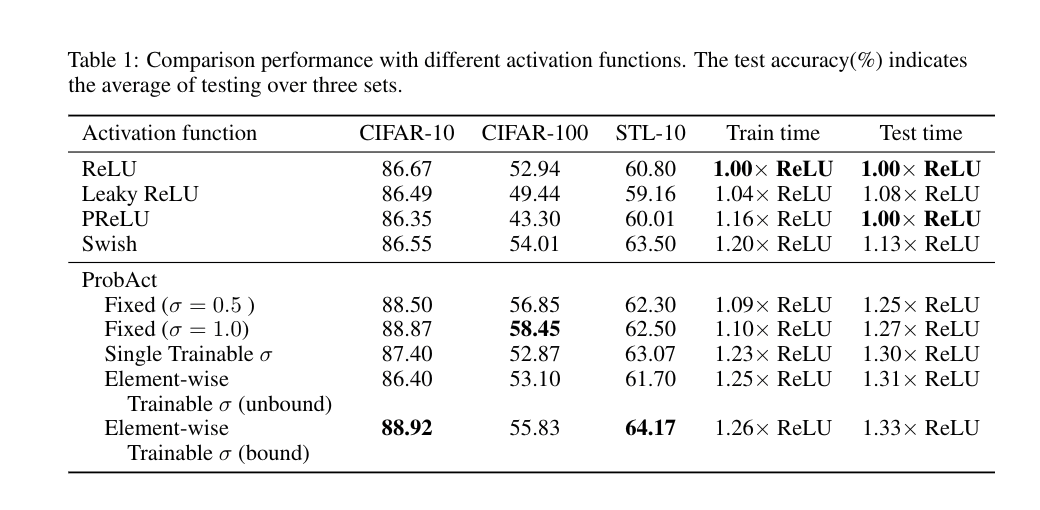 Table 1: Comparison performance with different activation functions. The test accuracy(%) indicates
the average of testing over three sets.
Activation function CIFAR-10 CIFAR-100 STL-10 Train time Test time
ReLU 86.67 52.94 60.80 1.00× ReLU 1.00× ReLU
Leaky ReLU 86.49 49.44 59.16 1.04× ReLU 1.08× ReLU
PReLU 86.35 43.30 60.01 1.16× ReLU 1.00× ReLU
Swish 86.55 54.01 63.50 1.20× ReLU 1.13× ReLU
ProbAct
Fixed (σ = 0.5 ) 88.50 56.85 62.30 1.09× ReLU 1.25× ReLU
Fixed (σ = 1.0) 88.87 58.45 62.50 1.10× ReLU 1.27× ReLU
Single Trainable σ 87.40 52.87 63.07 1.23× ReLU 1.30× ReLU
Element-wise 86.40 53.10 61.70 1.25× ReLU 1.31× ReLU
Trainable σ (unbound)
Element-wise 88.92 55.83 64.17 1.26× ReLU 1.33× ReLU
Trainable σ (bound)